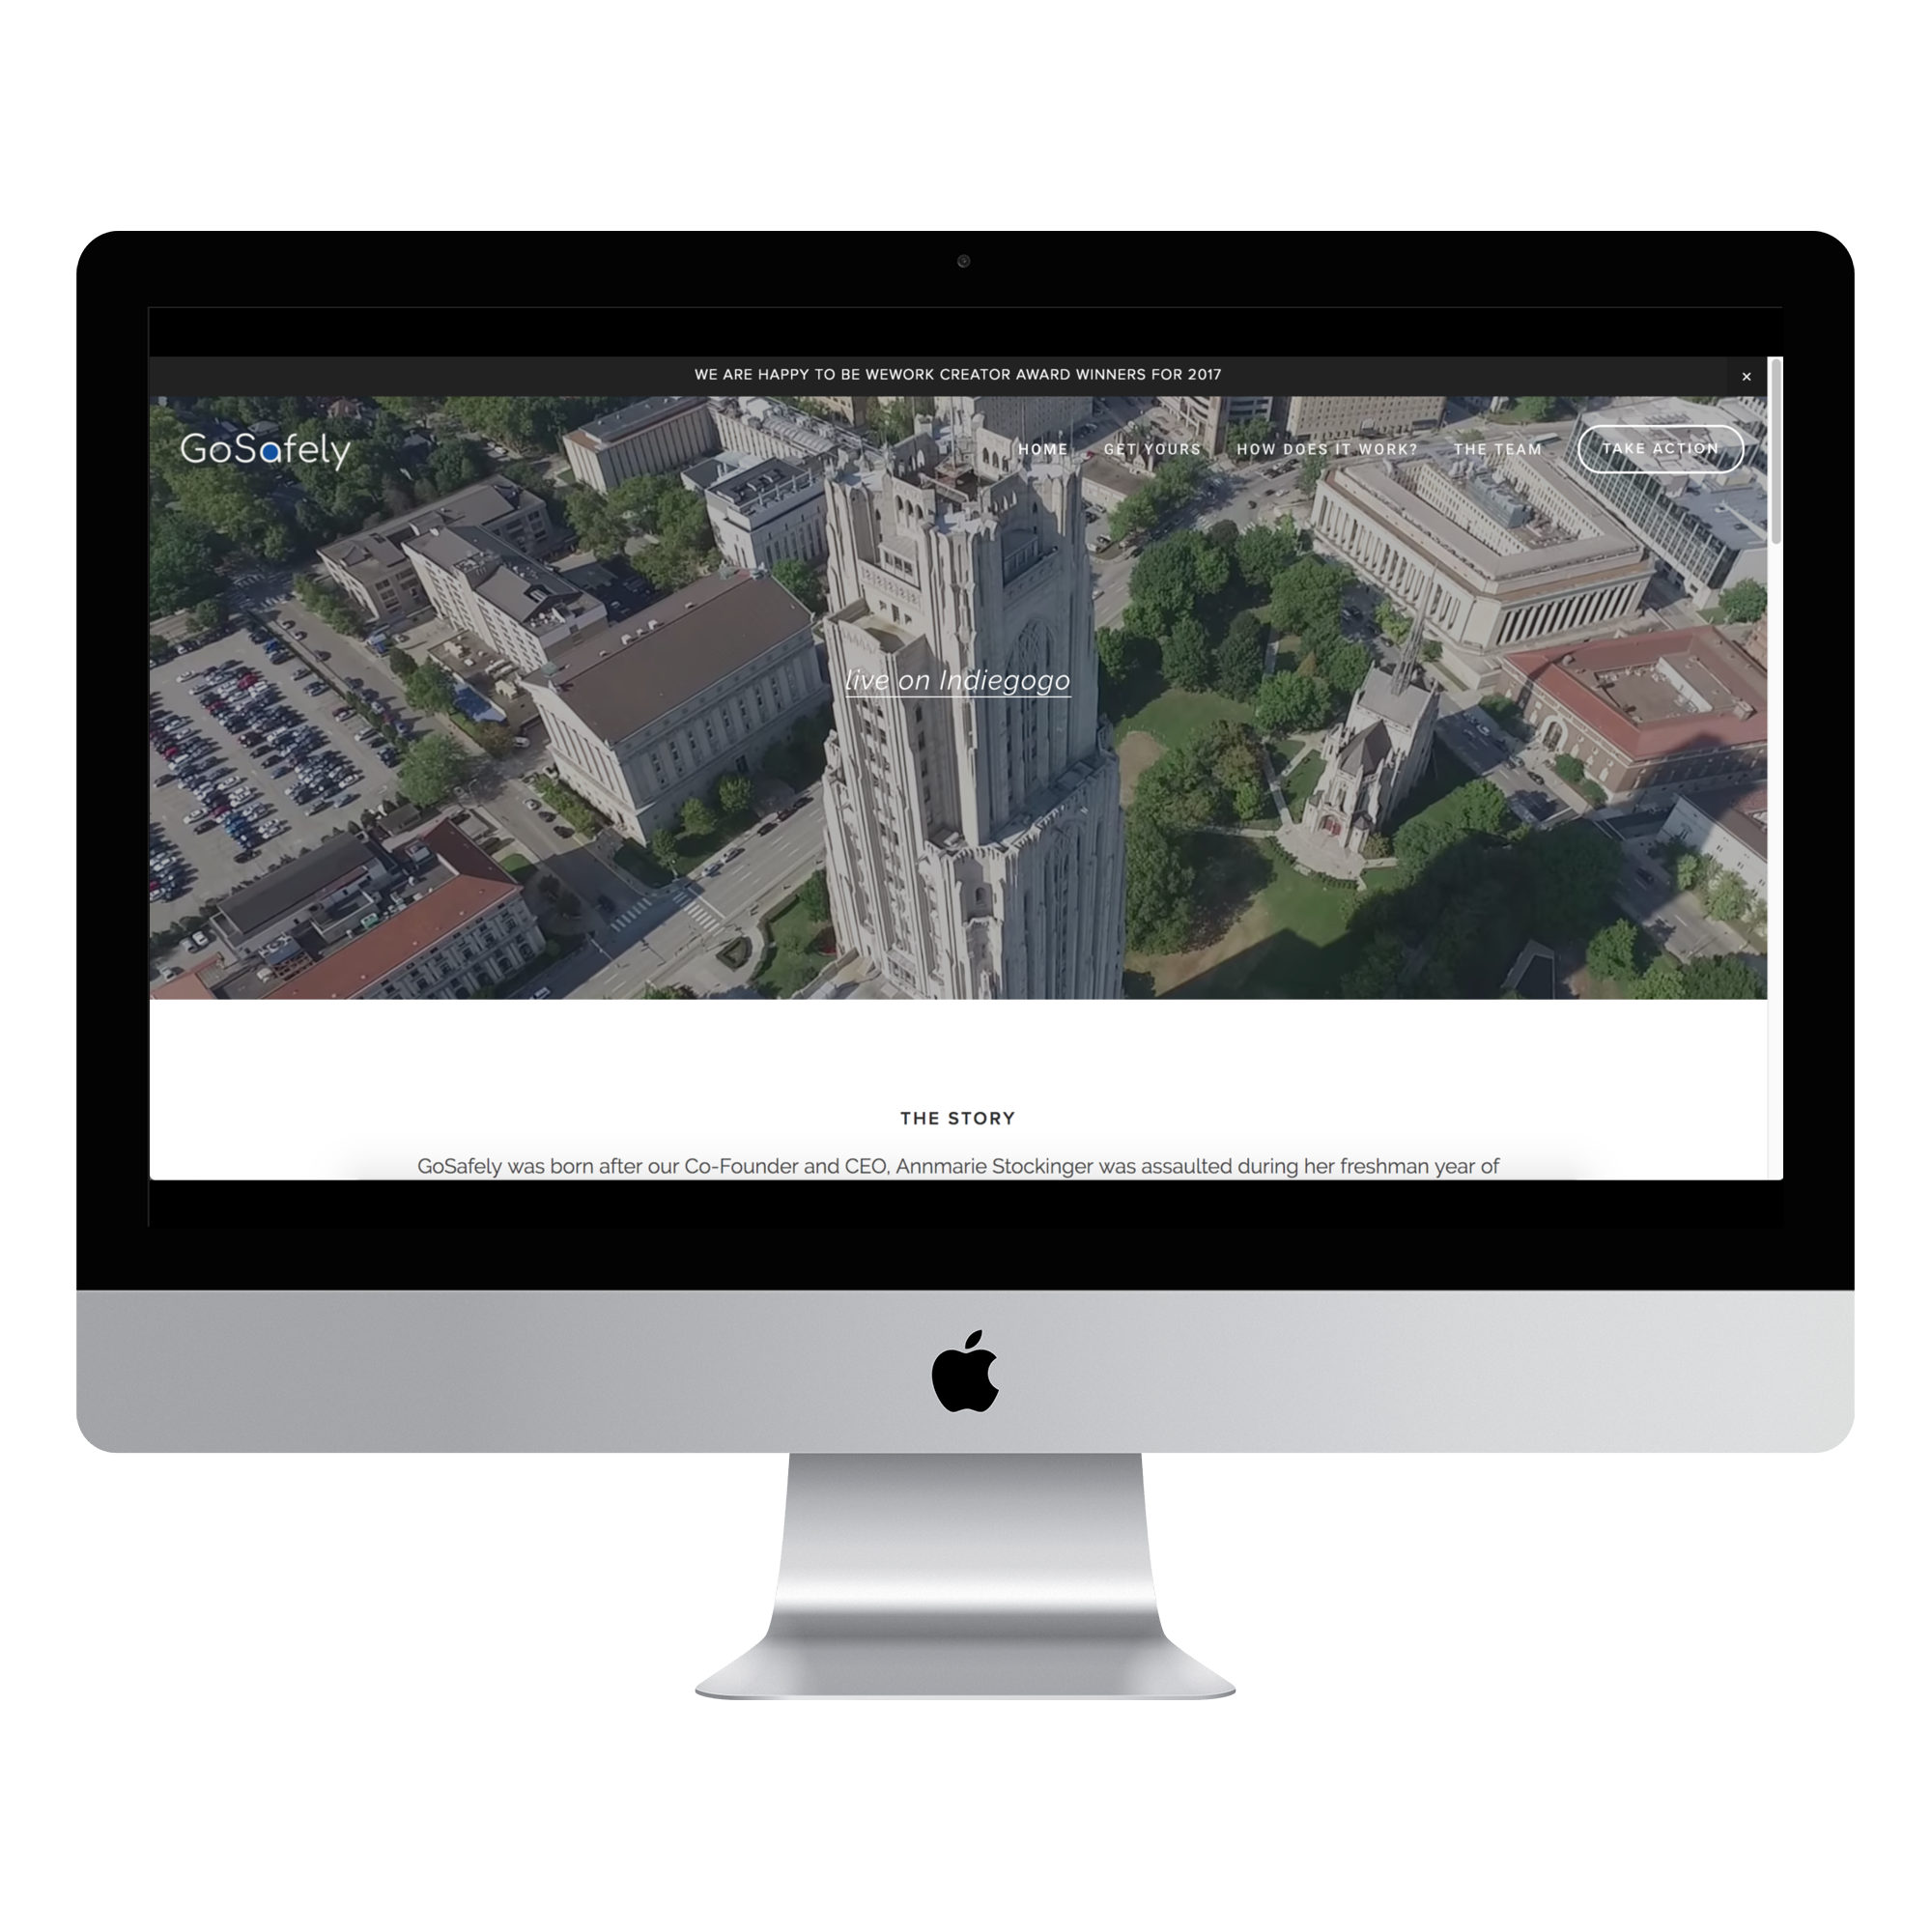 WE ARE HAPPY TO BE WEWORK CREATOR AWARD WINNERS FOR 2017
×
GoSafely
HOME GET YOURS HOW DOES IT WORK? THE TEAM TAKE ACTION
live on Indiegogo
THE STORY
GoSafely was born after our Co-Founder and CEO, Annmarie Stockinger was assaulted during her freshman year of